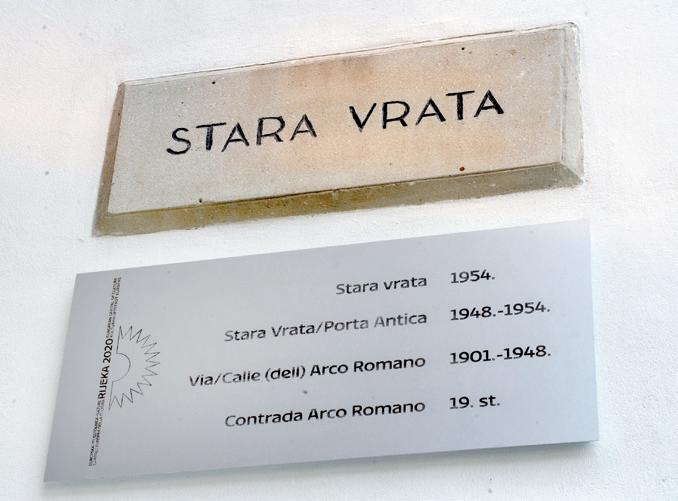 STARA VRATA
Stara vrata 1954.
Stara Vrata/Porta Antica 1948.-1954.
Via/Calle (dell) Arco Romano 1901.-1948.
Contrada Arco Romano 19. st.
RIJEKA 2020